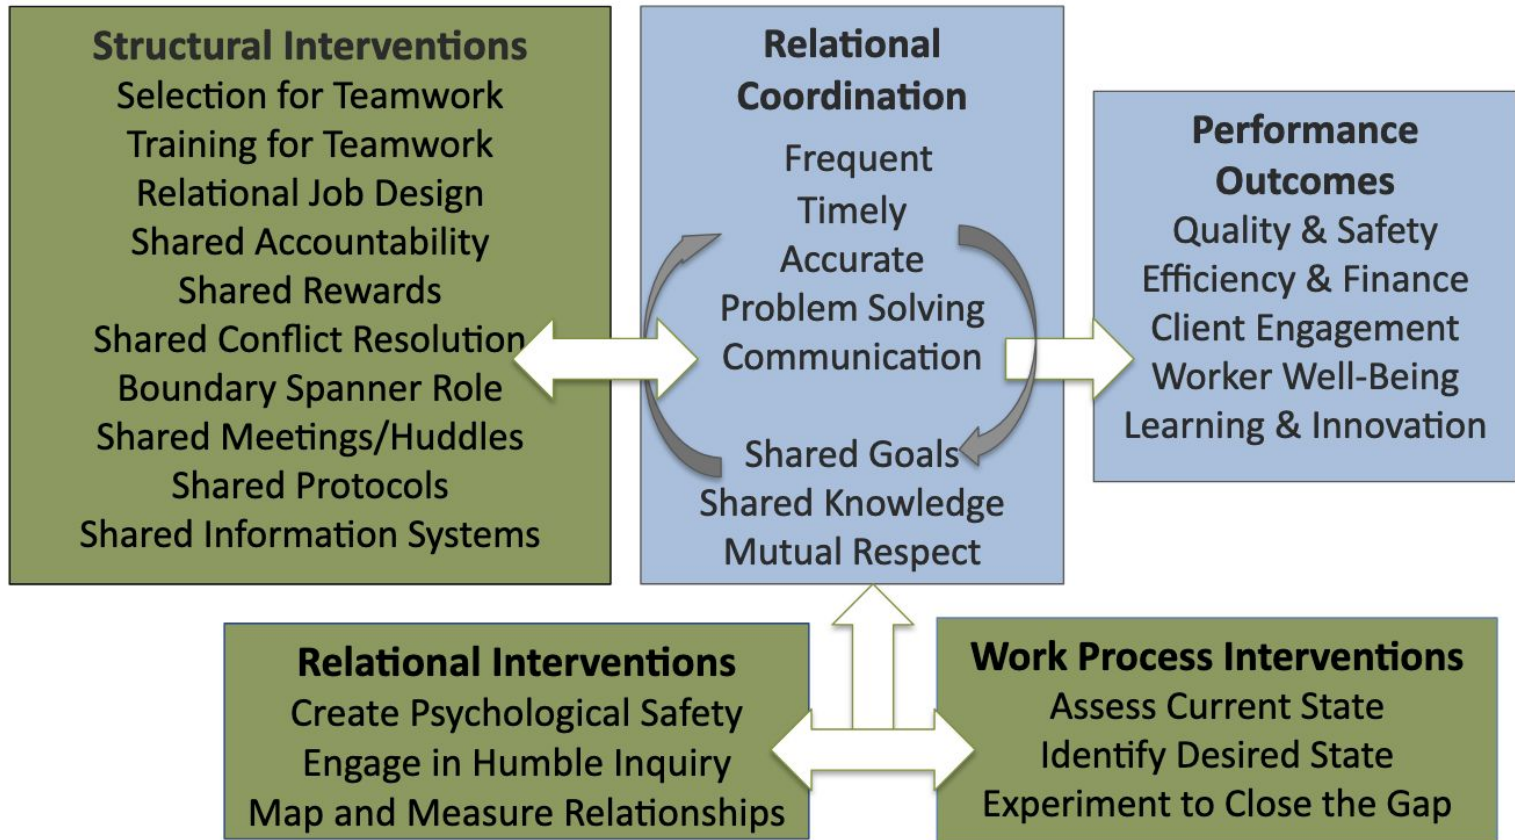 Structural Interventions
Selection for Teamwork
Training for Teamwork
Relational Job Design
Shared Accountability
Shared Rewards
Shared Conflict Resolution
Boundary Spanner Role
Shared Meetings/Huddles
Shared Protocols
Shared Information Systems
Relational
Coordination
Frequent
Timely
Accurate
Problem Solving
Communication
Shared Goals
Shared Knowledge
Mutual Respect
Performance
Outcomes
Quality & Safety
Efficiency & Finance
Client Engagement
Worker Well-Being
Learning & Innovation
Relational Interventions
Create Psychological Safety
Engage in Humble Inquiry
Map and Measure Relationships
Work Process Interventions
Assess Current State
Identify Desired State
Experiment to Close the Gap